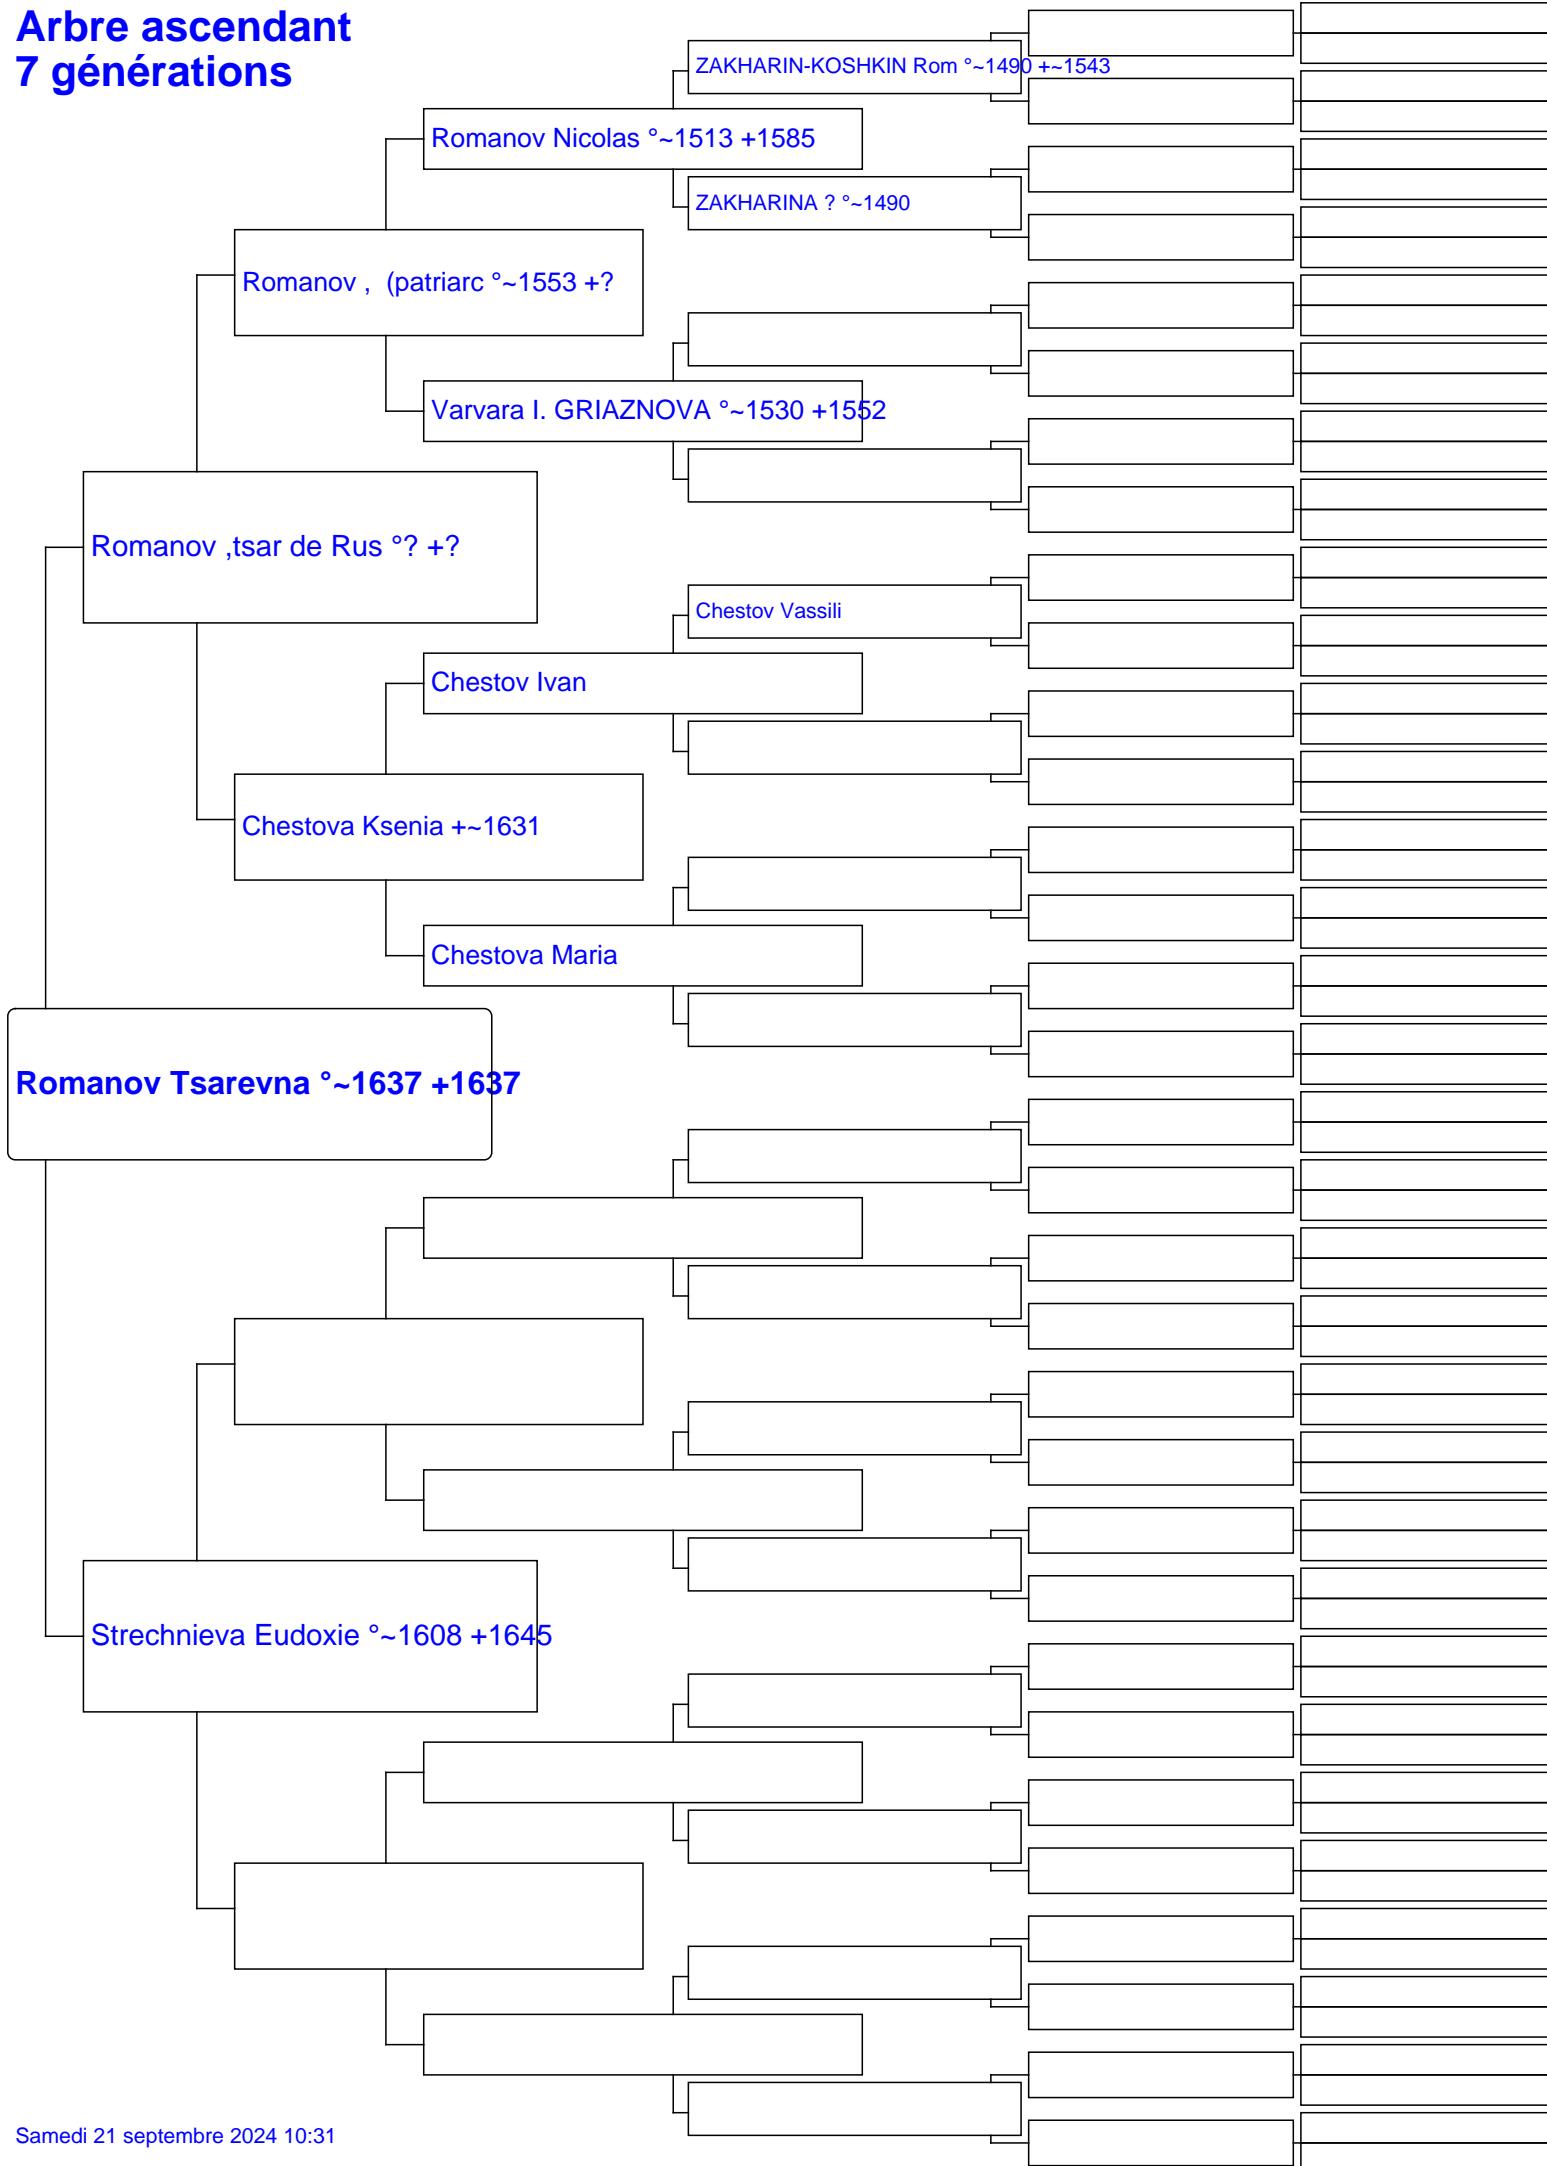 Arbre ascendant
7 générations
ZAKHARIN-KOSHKIN Rom °~1490 +~1543
Romanov Nicolas °~1513 +1585
ZAKHARINA ? °~1490
Romanov ,  (patriarc °~1553 +?
Varvara I. GRIAZNOVA °~1530 +1552
Romanov ,tsar de Rus °? +?
Chestov Vassili
Chestov Ivan
Chestova Ksenia +~1631
Chestova Maria
Romanov Tsarevna °~1637 +1637
Strechnieva Eudoxie °~1608 +1645
Samedi 21 septembre 2024 10:31